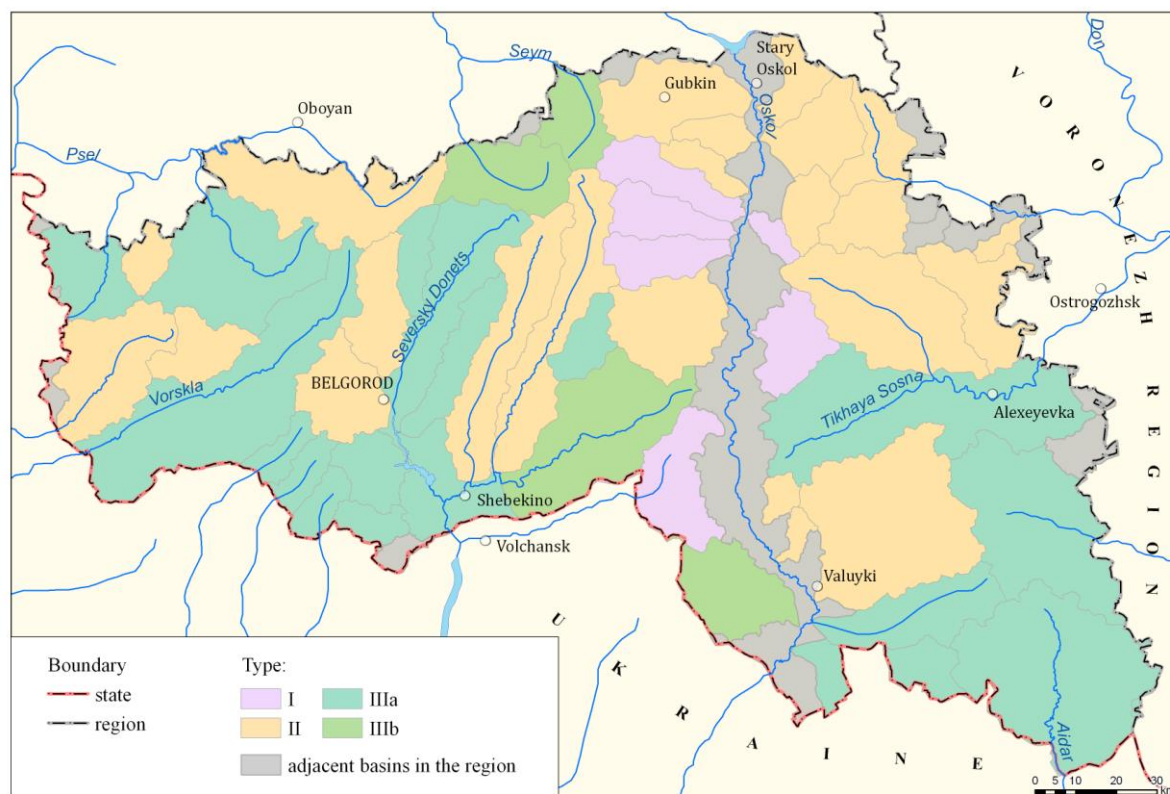 Seym
Stary
Oskol
Don
Gubkin
Oboyan
Oskol
Psel
V O R O N E Z H R E G I O N
Ostrogozhsk
Seversky Donets
BELGOROD
Vorskla
Tikhaya Sosna
Alexeyevka
Shebekino
Volchansk
Valuyki
U K R A I N E
Aidar
Boundary
state
region
Type:
I
IIIa
II
IIIb
adjacent basins in the region
0 5 10 20 30
km